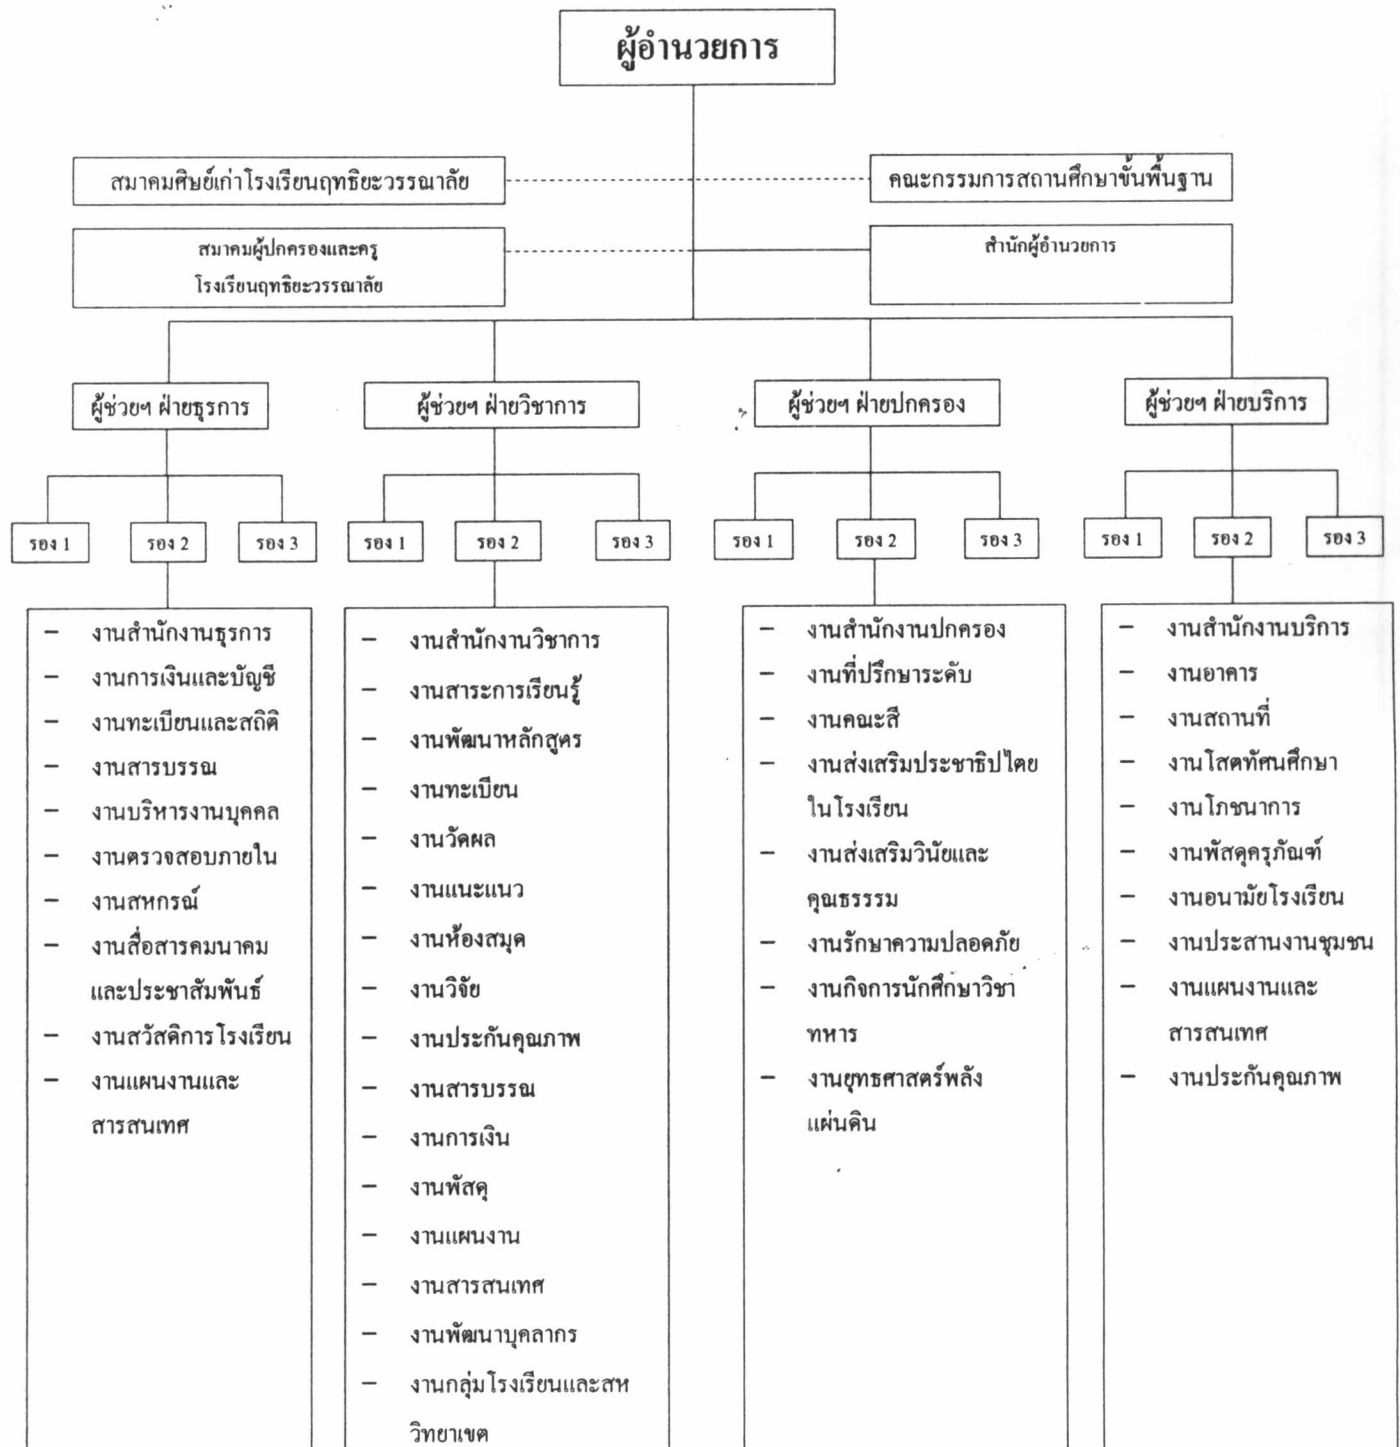 ผู้อำนวยการ
สมาคมศิษย์เก่าโรงเรียนฤทธิยะวรรณาลัย
คณะกรรมการสถานศึกษาขั้นพื้นฐาน
สมาคมผู้ปกครองและครู
โรงเรียนฤทธิยะวรรณาลัย
สำนักผู้อำนวยการ
ผู้ช่วยฯ ฝ่ายธุรการ
ผู้ช่วยฯ ฝ่ายวิชาการ
ผู้ช่วยฯ ฝ่ายปกครอง
ผู้ช่วยฯ ฝ่ายบริการ
รอง 1
รอง 2
รอง 3
รอง 1
รอง 2
รอง 3
รอง 1
รอง 2
รอง 3
รอง 1
รอง 2
รอง 3
– งานสำนักงานธุรการ
– งานการเงินและบัญชี
– งานทะเบียนและสถิติ
– งานสารบรรณ
– งานบริหารงานบุคคล
– งานตรวจสอบภายใน
– งานสหกรณ์
– งานสื่อสารคมนาคม
และประชาสัมพันธ์
– งานสวัสดิการโรงเรียน
– งานแผนงานและ
สารสนเทศ
– งานสำนักงานวิชาการ
– งานสาระการเรียนรู้
– งานพัฒนาหลักสูตร
– งานทะเบียน
– งานวัดผล
– งานแนะแนว
– งานห้องสมุด
– งานวิจัย
– งานประกันคุณภาพ
– งานสารบรรณ
– งานการเงิน
– งานพัสดุ
– งานแผนงาน
– งานสารสนเทศ
– งานพัฒนาบุคลากร
– งานกลุ่มโรงเรียนและสห
วิทยาเขต
– งานสำนักงานปกครอง
– งานที่ปรึกษาระดับ
– งานคณะสี
– งานส่งเสริมประชาธิปไตย
ในโรงเรียน
– งานส่งเสริมวินัยและ
คุณธรรรม
– งานรักษาความปลอดภัย
– งานกิจการนักศึกษาวิชา
ทหาร
– งานยุทธศาสตร์พลัง
แผ่นดิน
– งานสำนักงานบริการ
– งานอาคาร
– งานสถานที่
– งานโสตทัศนศึกษา
– งานโภชนาการ
– งานพัสดุครุภัณฑ์
– งานอนามัยโรงเรียน
– งานประสานงานชุมชน
– งานแผนงานและ
สารสนเทศ
– งานประกันคุณภาพ